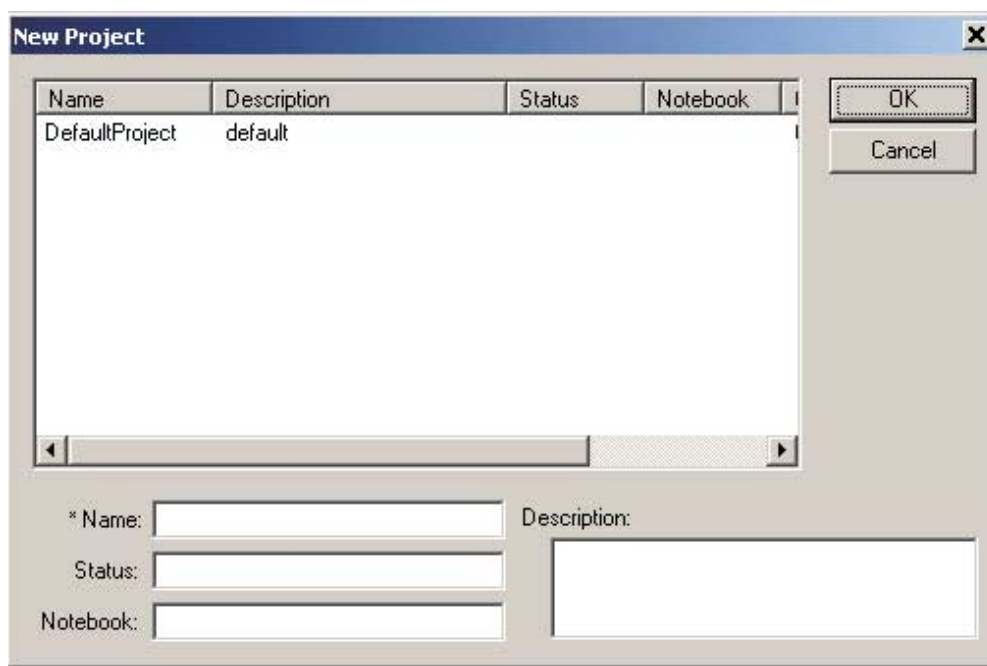 New Project
Name Description Status Notebook
DefaultProject default
OK
Cancel
* Name:
Description:
Status:
Notebook: